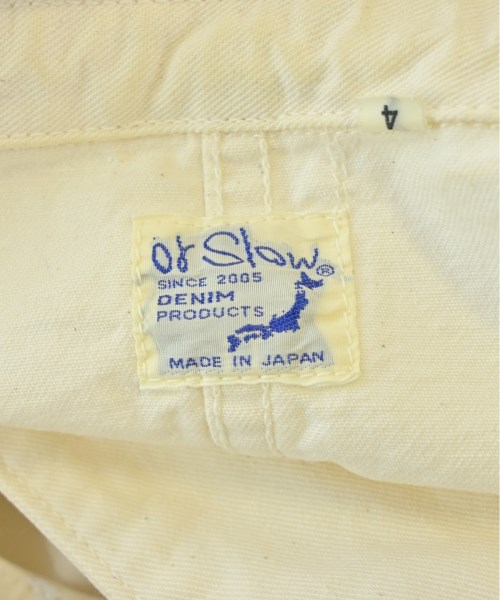 4
or Slow®
SINCE 2005
DENIM
PRODUCTS
MADE IN JAPAN